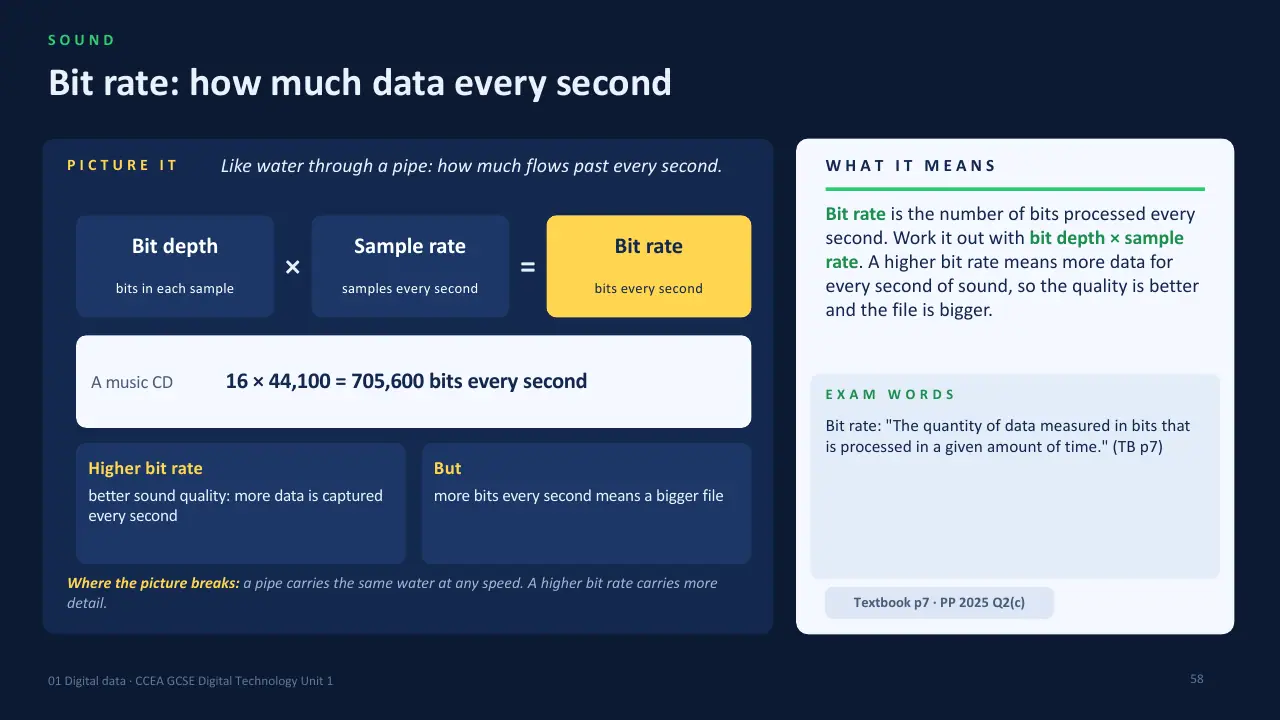 SOUND
Bit rate: how much data every second
PICTURE IT
Like water through a pipe: how much flows past every second.
Bit depth
bits in each sample
×
Sample rate
samples every second
=
Bit rate
bits every second
A music CD
16 × 44,100 = 705,600 bits every second
Higher bit rate
better sound quality: more data is captured
every second
But
more bits every second means a bigger file
Where the picture breaks: a pipe carries the same water at any speed. A higher bit rate carries more
detail.
WHAT IT MEANS
Bit rate is the number of bits processed every
second. Work it out with bit depth × sample
rate. A higher bit rate means more data for
every second of sound, so the quality is better
and the file is bigger.
EXAM WORDS
Bit rate: "The quantity of data measured in bits that
is processed in a given amount of time." (TB p7)
Textbook p7 · PP 2025 Q2(c)
01 Digital data · CCEA GCSE Digital Technology Unit 1
58